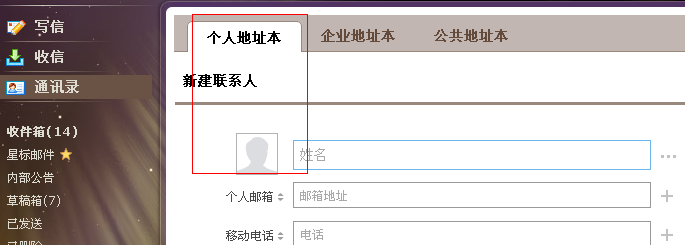 写信
收信
通讯录
收件箱(14)
星标邮件
内部公告
草稿箱(7)
已发送
已删除
个人地址本 企业地址本 公共地址本
新建联系人
姓名
个人邮箱 邮箱地址
移动电话 电话